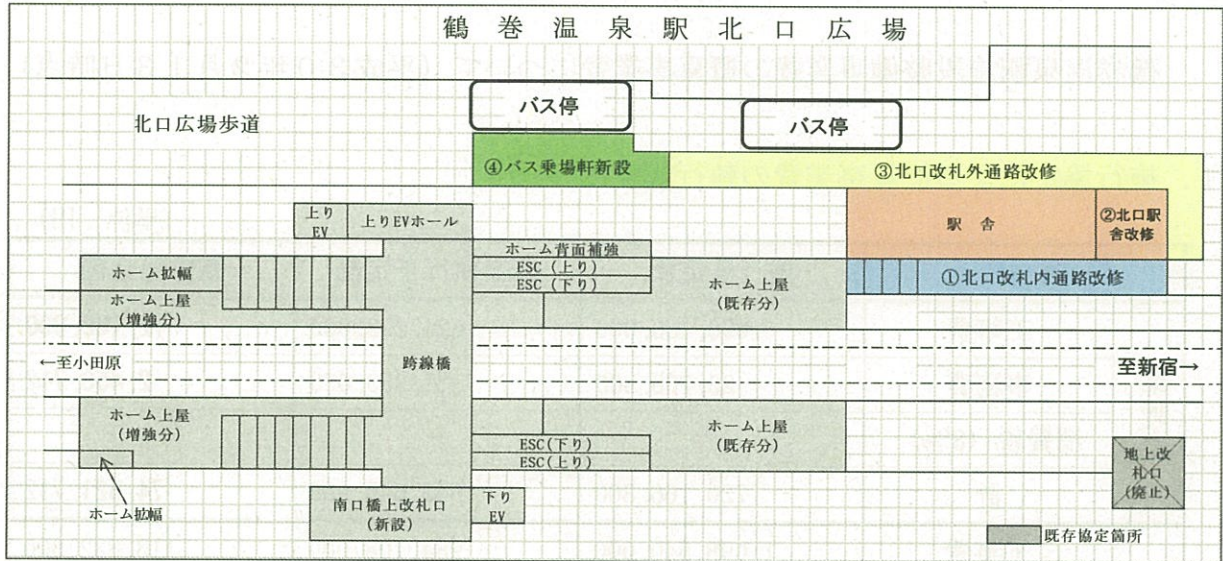 鶴巻温泉駅北口広場
バス停
バス停
北口広場歩道
④バス乗場軒新設
③北口改札外通路改修
上り
EV
上りEVホール
駅 舎
②北口駅
舎改修
ホーム背面補強
ESC (上り)
ESC (下り)
ホーム拡幅
ホーム上屋
(増強分)
ホーム上屋
(既存分)
①北口改札内通路改修
←至小田原
跨線橋
至新宿→
ホーム上屋
(増強分)
ホーム上屋
(既存分)
ESC(下り)
ESC(上り)
地上改
札口
(廃止)
ホーム拡幅
南口橋上改札口
(新設)
下り
EV
既存協定箇所